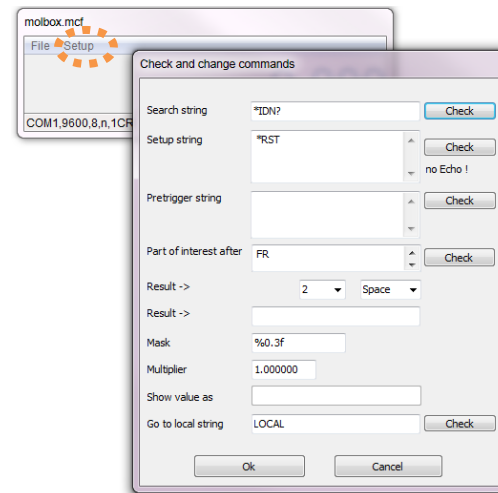 molbox.mcf
File Setup
Check and change commands
COM1,9600,8,n,1CR
Search string *IDN? Check
Setup string *RST Check
no Echo !
Pretrigger string Check
Part of interest after FR Check
Result -> 2 Space
Result ->
Mask %0.3f
Multiplier 1.000000
Show value as
Go to local string LOCAL Check
Ok Cancel